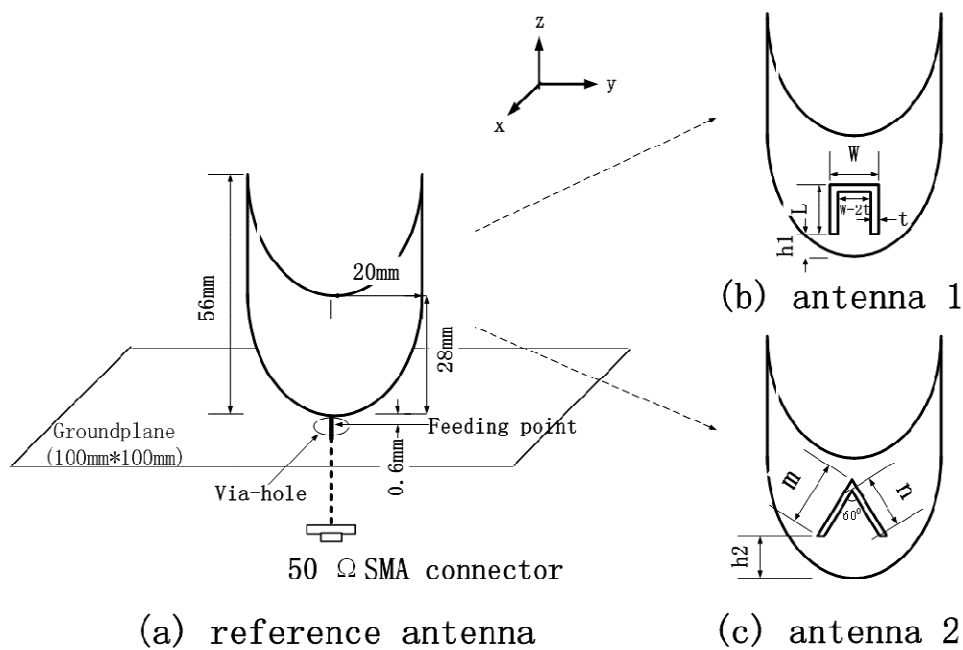 z
y
x
56mm
20mm
28mm
Groundplane
(100mm*100mm)
Feeding point
0.6mm
Via-hole
50 Ω SMA connector
(a) reference antenna
W
L
W-2t
t
h1
(b) antenna 1
m
n
60⁰
h2
(c) antenna 2